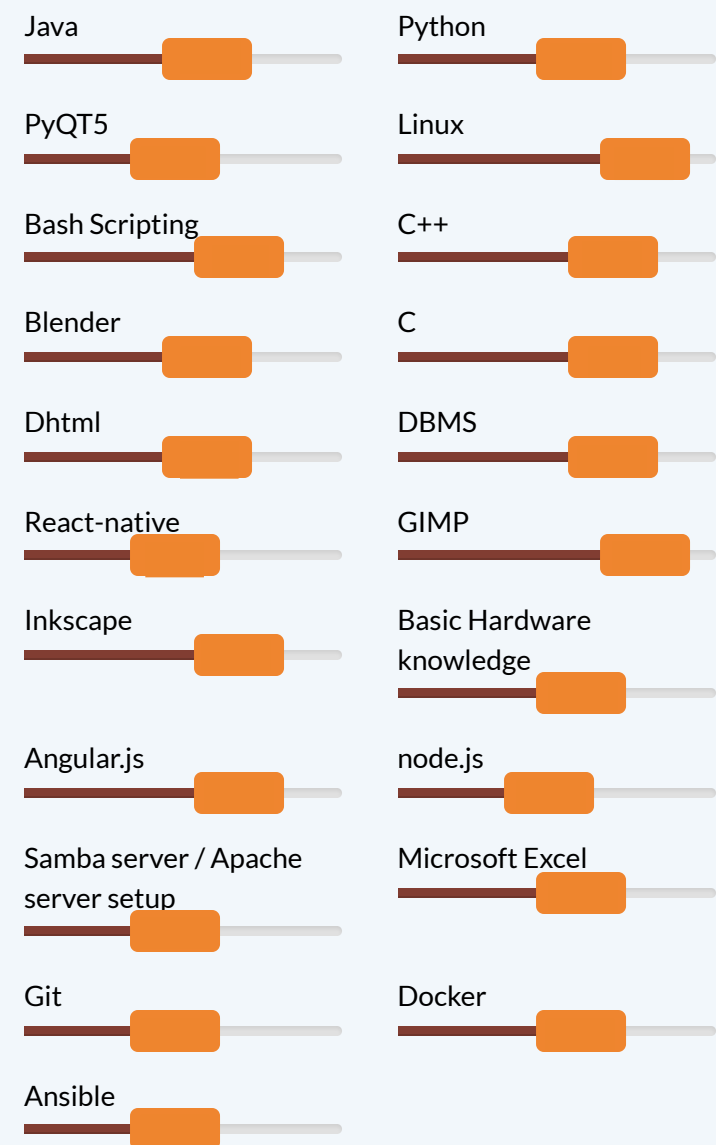 Java
Python
PyQT5
Linux
Bash Scripting
C++
Blender
C
Dhtml
DBMS
React-native
GIMP
Inkscape
Basic Hardware
knowledge
Angular.js
node.js
Samba server / Apache
server setup
Microsoft Excel
Git
Docker
Ansible